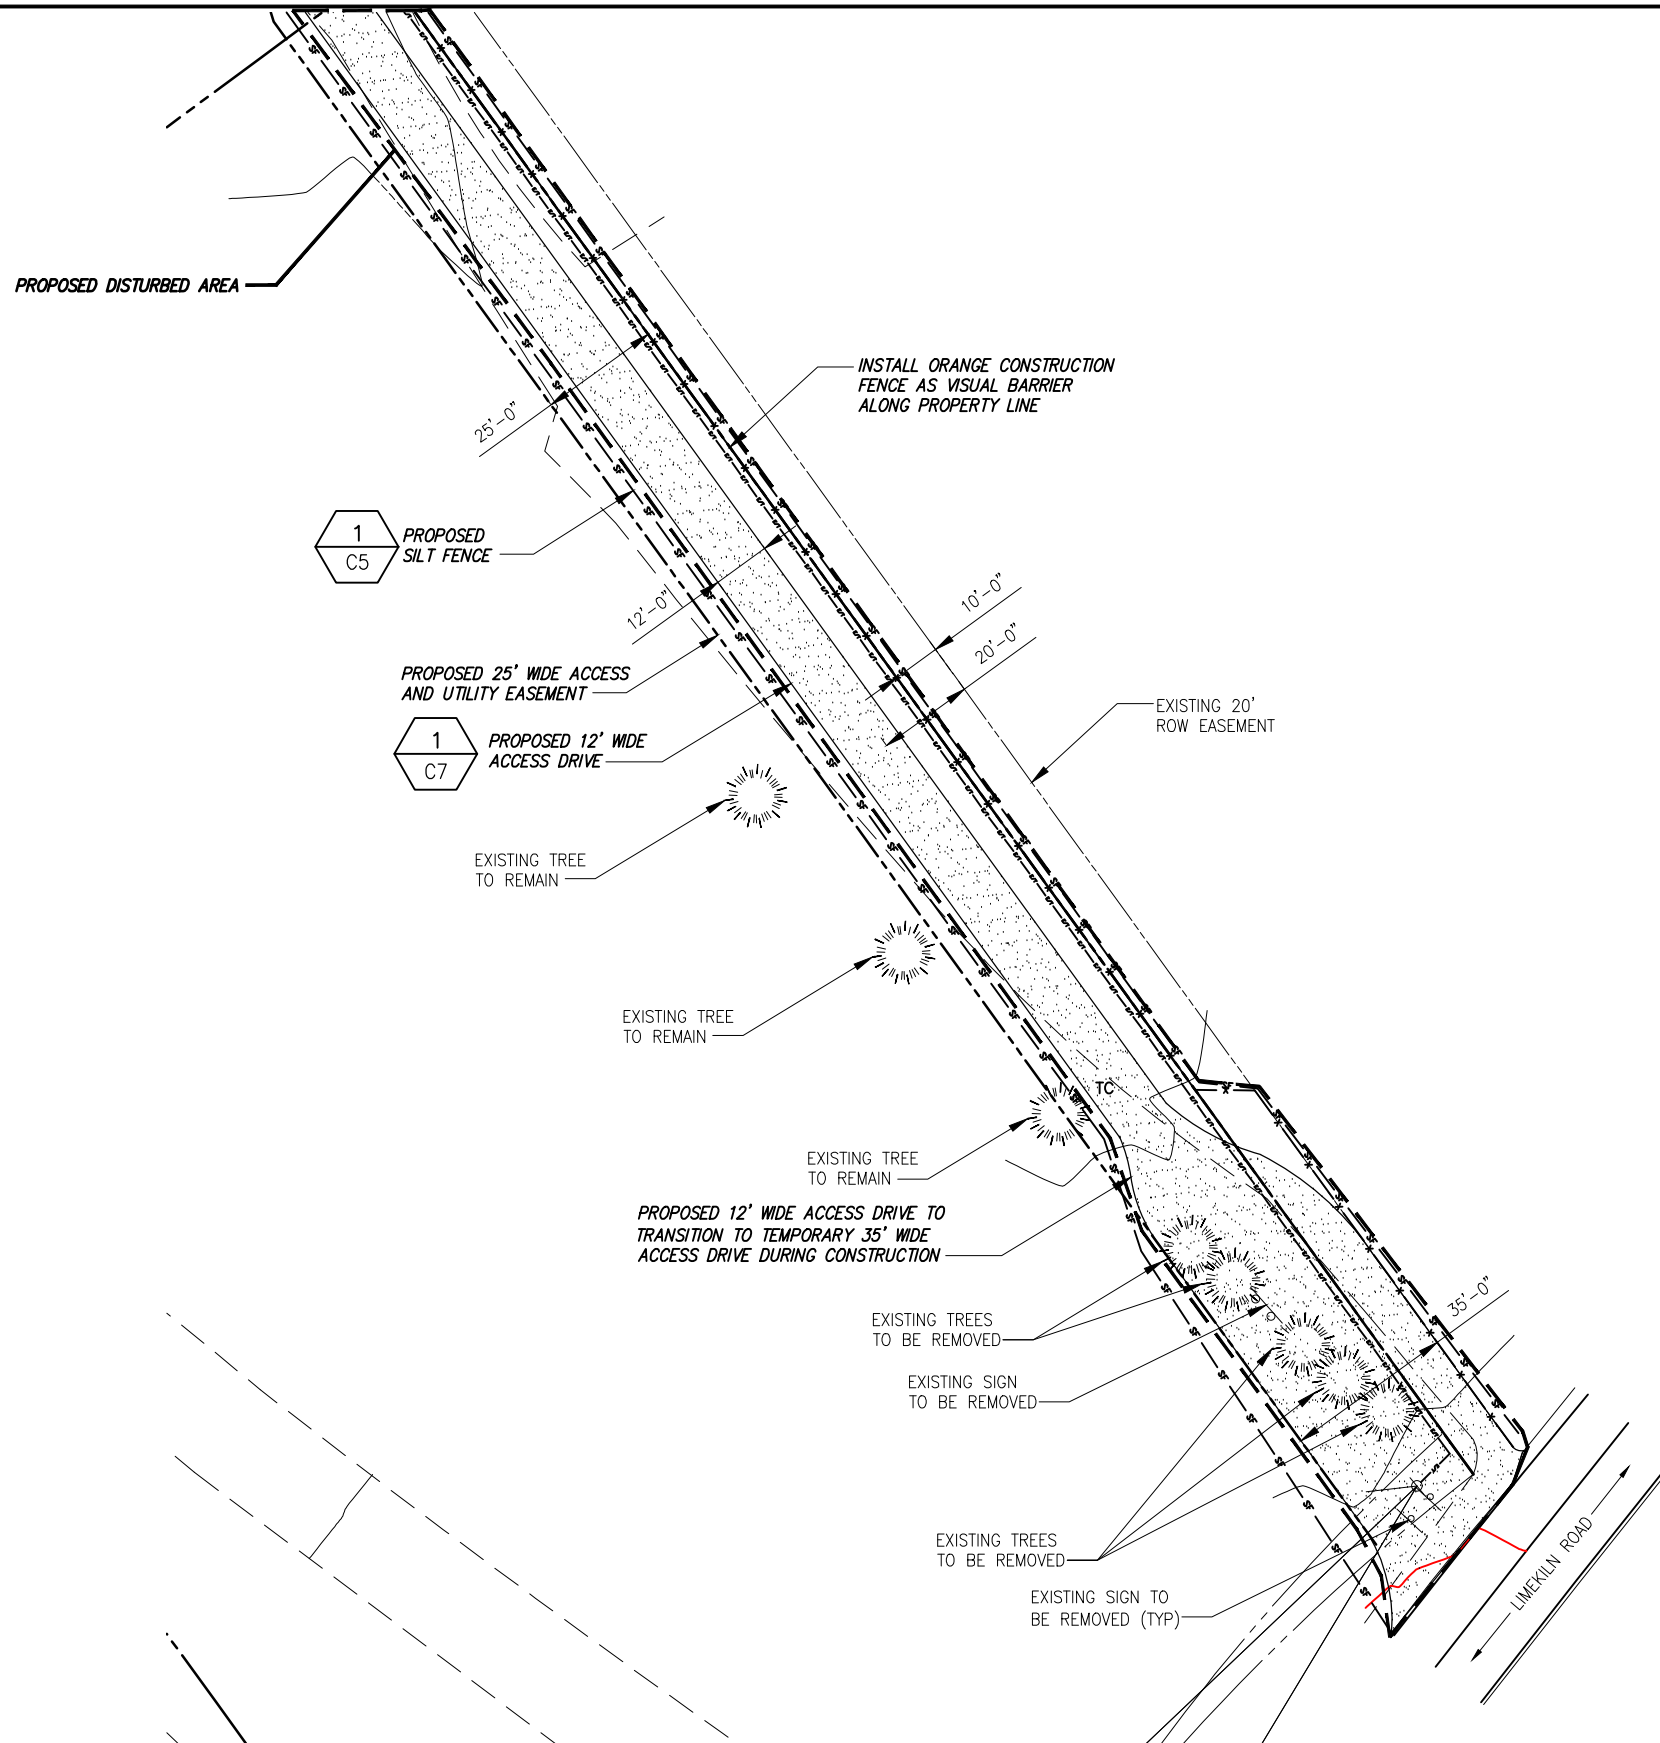 PROPOSED DISTURBED AREA
INSTALL ORANGE CONSTRUCTION
FENCE AS VISUAL BARRIER
ALONG PROPERTY LINE
25'-0"
1
C5
PROPOSED
SILT FENCE
12'-0"
10'-0"
20'-0"
PROPOSED 25' WIDE ACCESS
AND UTILITY EASEMENT
EXISTING 20'
ROW EASEMENT
1
C7
PROPOSED 12' WIDE
ACCESS DRIVE
EXISTING TREE
TO REMAIN
EXISTING TREE
TO REMAIN
TC
EXISTING TREE
TO REMAIN
PROPOSED 12' WIDE ACCESS DRIVE TO
TRANSITION TO TEMPORARY 35' WIDE
ACCESS DRIVE DURING CONSTRUCTION
35'-0"
EXISTING TREES
TO BE REMOVED
EXISTING SIGN
TO BE REMOVED
EXISTING TREES
TO BE REMOVED
EXISTING SIGN TO
BE REMOVED (TYP)
LIMEKILN ROAD